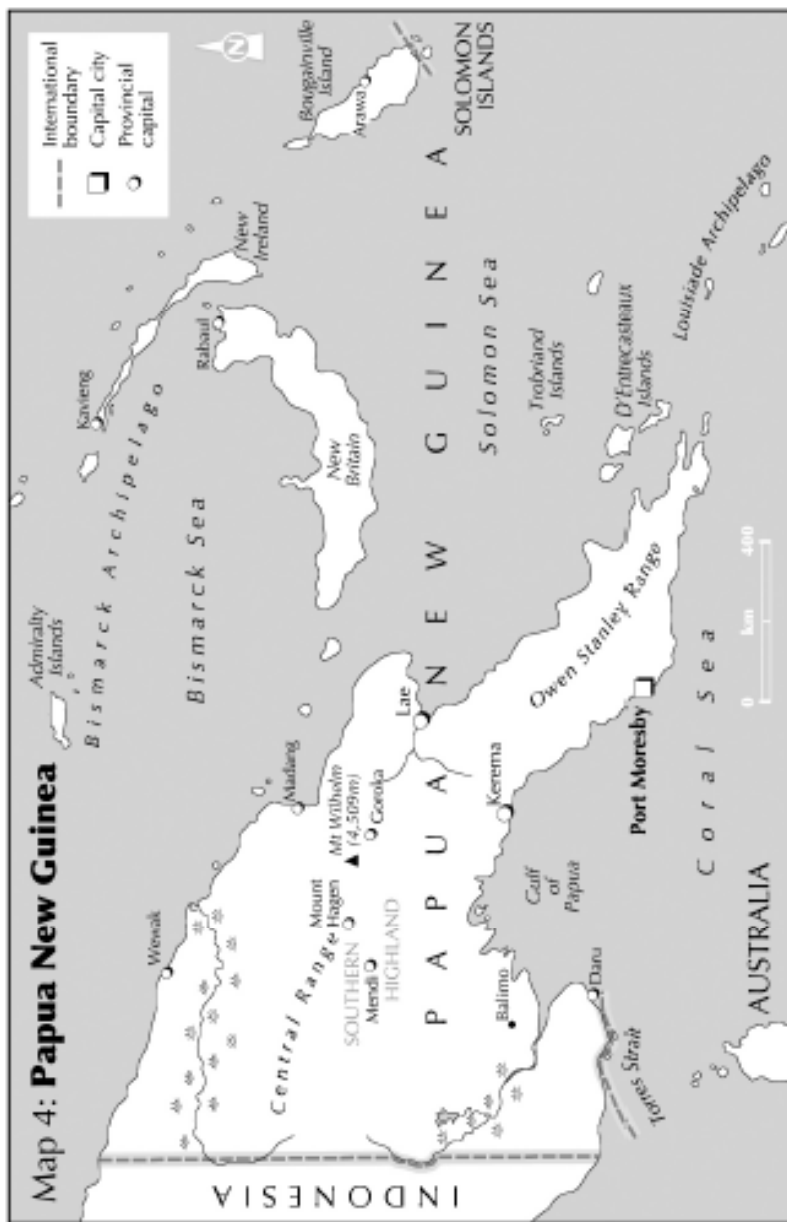 Map 4: Papua New Guinea
International
boundary
Capital city
Provincial
capital
N
Admiralty
Islands
Kavieng
New
Ireland
Bismarck Archipelago
Bismarck Sea
Rabaul
New
Britain
Bougainville
Island
Arawa
SOLOMON
ISLANDS
Wewak
Madang
Mt Wilhelm
(4,509m)
Goroka
Mount
Hagen
Central Range
SOUTHERN
HIGHLAND
Mendi
Lae
PAPUA NEW GUINEA
Solomon Sea
INDONESIA
Balimo
Kerema
Gulf
of
Papua
Daru
Torres Strait
Owen Stanley Range
Port Moresby
Trobriand
Islands
D'Entrecasteaux
Islands
Louisiade Archipelago
Coral Sea
AUSTRALIA
0 km 400